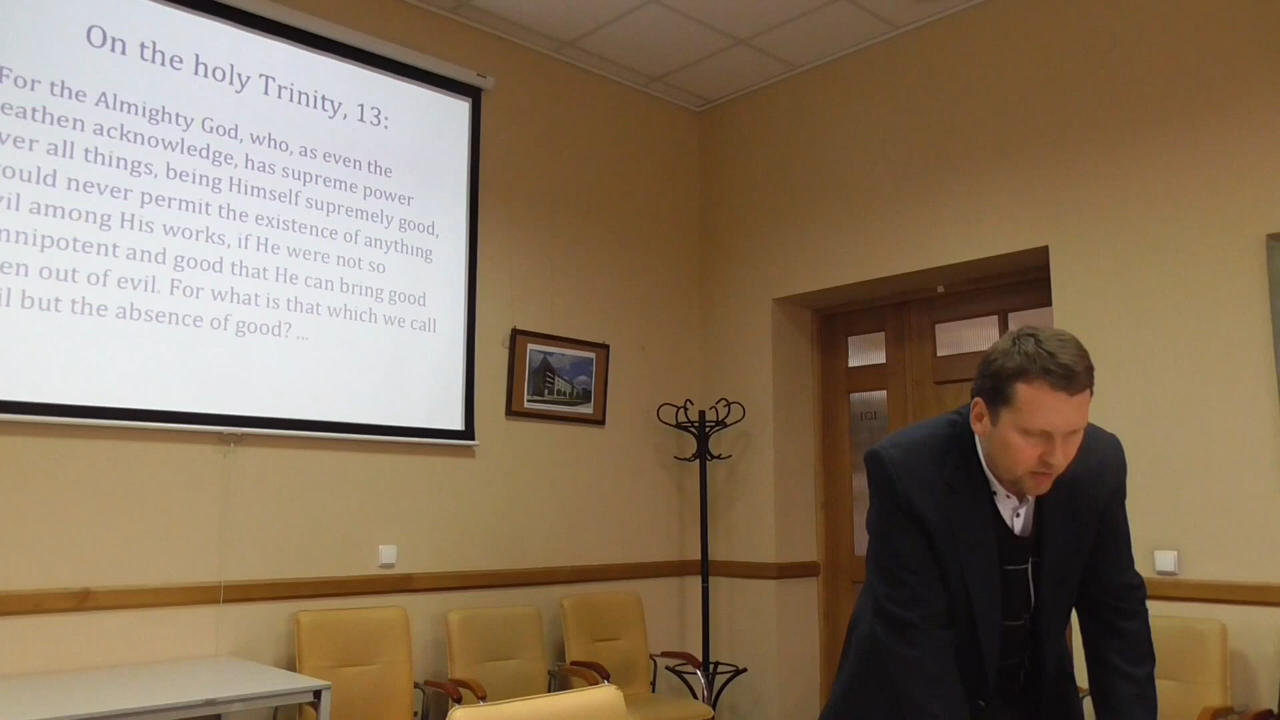 On the holy Trinity, 13:
For the Almighty God, who, as even the
eathen acknowledge, has supreme power
ver all things, being Himself supremely good,
ould never permit the existence of anything
vil among His works, if He were not so
nnipotent and good that He can bring good
en out of evil. For what is that which we call
il but the absence of good? ...
101